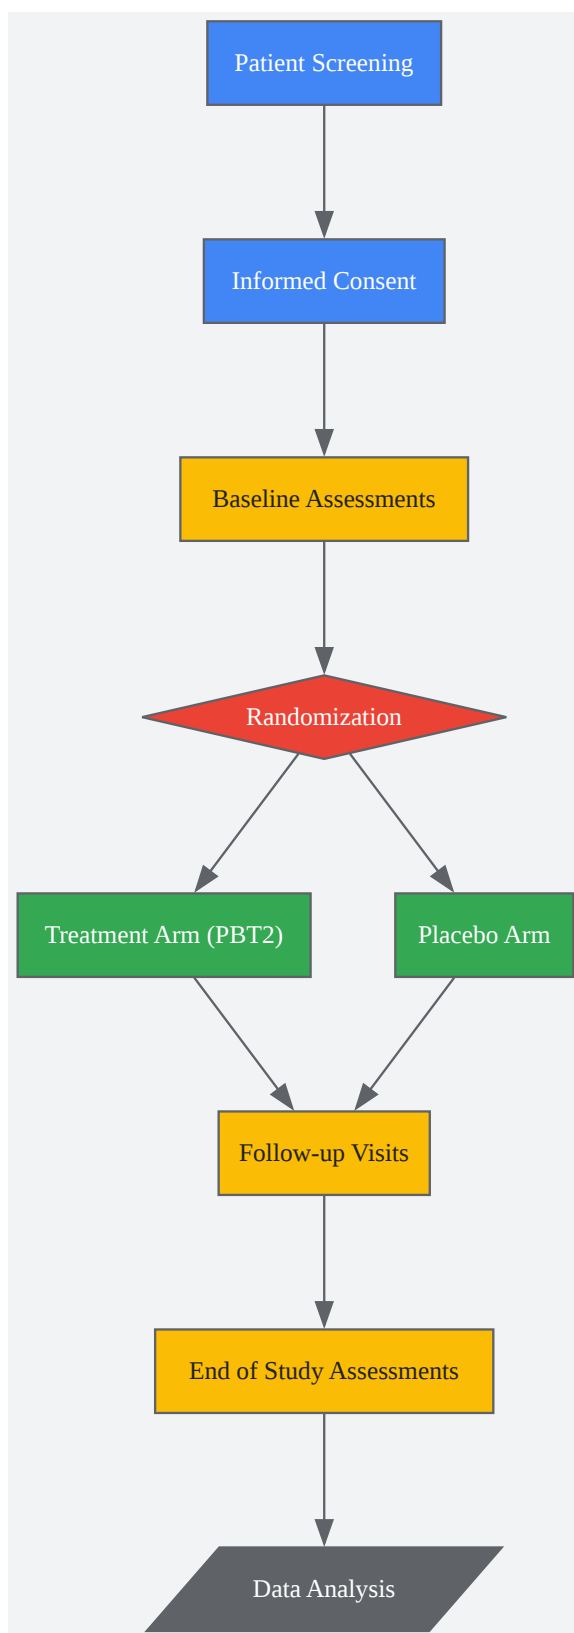 Patient Screening
Informed Consent
Baseline Assessments
Randomization
Treatment Arm (PBT2)
Placebo Arm
Follow-up Visits
End of Study Assessments
Data Analysis